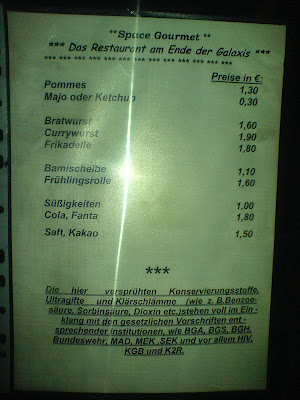 **Space Gourmet **
*** Das Restaurant am Ende der Galaxis ***
*** *** *** *** *** *** *** *** *** *** *** *** ***
Preise in €:
Pommes 1,30
Majo oder Ketchup 0,30
Bratwurst 1,60
Currywurst 1,90
Frikadelle 1,80
Bamischeibe 1,10
Frühlingsrolle 1,60
Süßigkeiten 1,00
Cola, Fanta 1,80
Saft, Kakao 1,50
***
Die hier versprühten Konservierungsstoffe,
Ultragifte und Klärschlämme (wie z. B.Benzoe-
säure, Sorbinsäure, Dioxin etc.)stehen voll im Ein-
klang mit den gesetzlichen Vorschriften ent-
sprechender institutionen, wie BGA, BGS, BGH,
Bundeswehr, MAD, MEK ,SEK und vor allem HIV,
KGB und K2R.